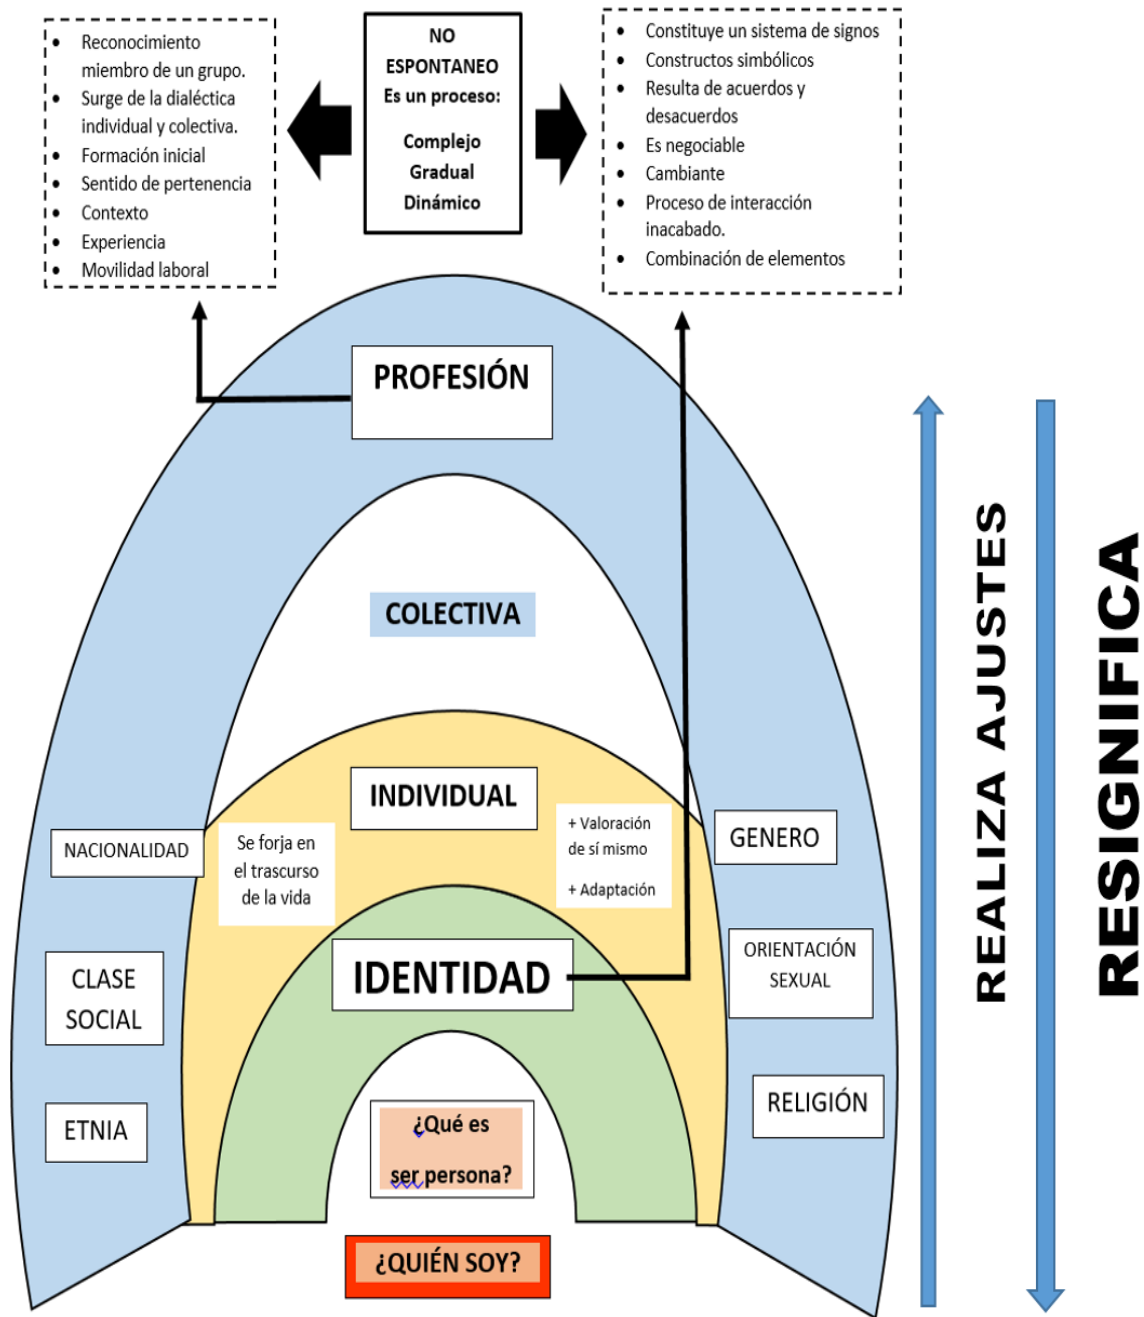 • Reconocimiento
miembro de un grupo.
• Surge de la dialéctica
individual y colectiva.
• Formación inicial
• Sentido de pertenencia
• Contexto
• Experiencia
• Movilidad laboral
NO
ESPONTANEO
Es un proceso:
Complejo
Gradual
Dinámico
• Constituye un sistema de signos
• Constructos simbólicos
• Resulta de acuerdos y
desacuerdos
• Es negociable
• Cambiante
• Proceso de interacción
inacabado.
• Combinación de elementos
PROFESIÓN
COLECTIVA
INDIVIDUAL
NACIONALIDAD
Se forja en
el trascurso
de la vida
+ Valoración
de sí mismo
+ Adaptación
GENERO
CLASE
SOCIAL
IDENTIDAD
ORIENTACIÓN
SEXUAL
ETNIA
¿Qué es
ser persona?
RELIGIÓN
¿QUIÉN SOY?
REALIZA AJUSTES
RESIGNIFICA